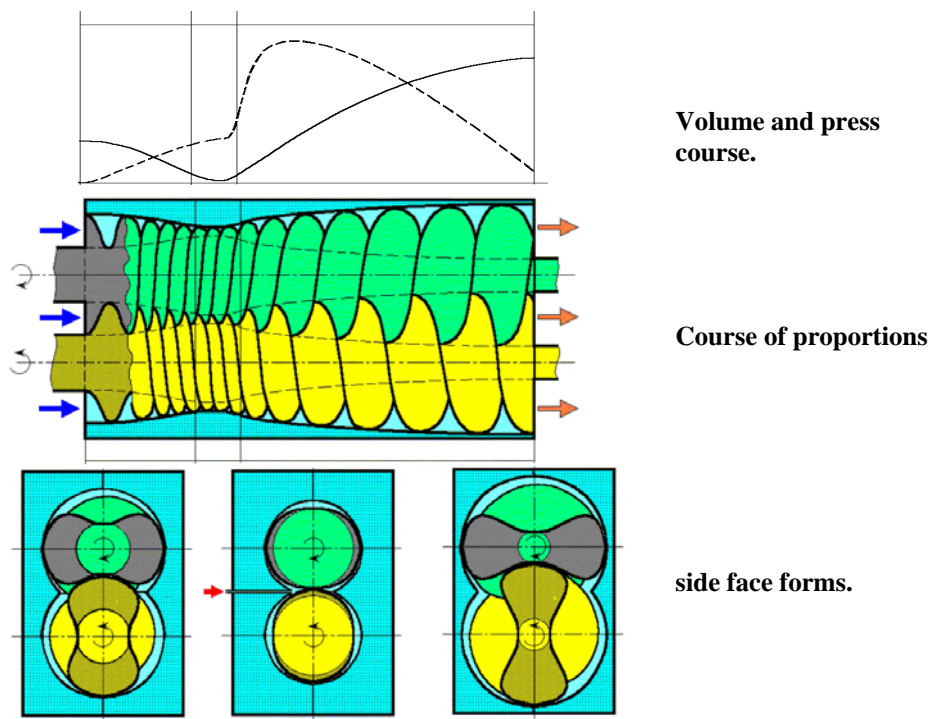 Volume and press
course.
Course of proportions
side face forms.